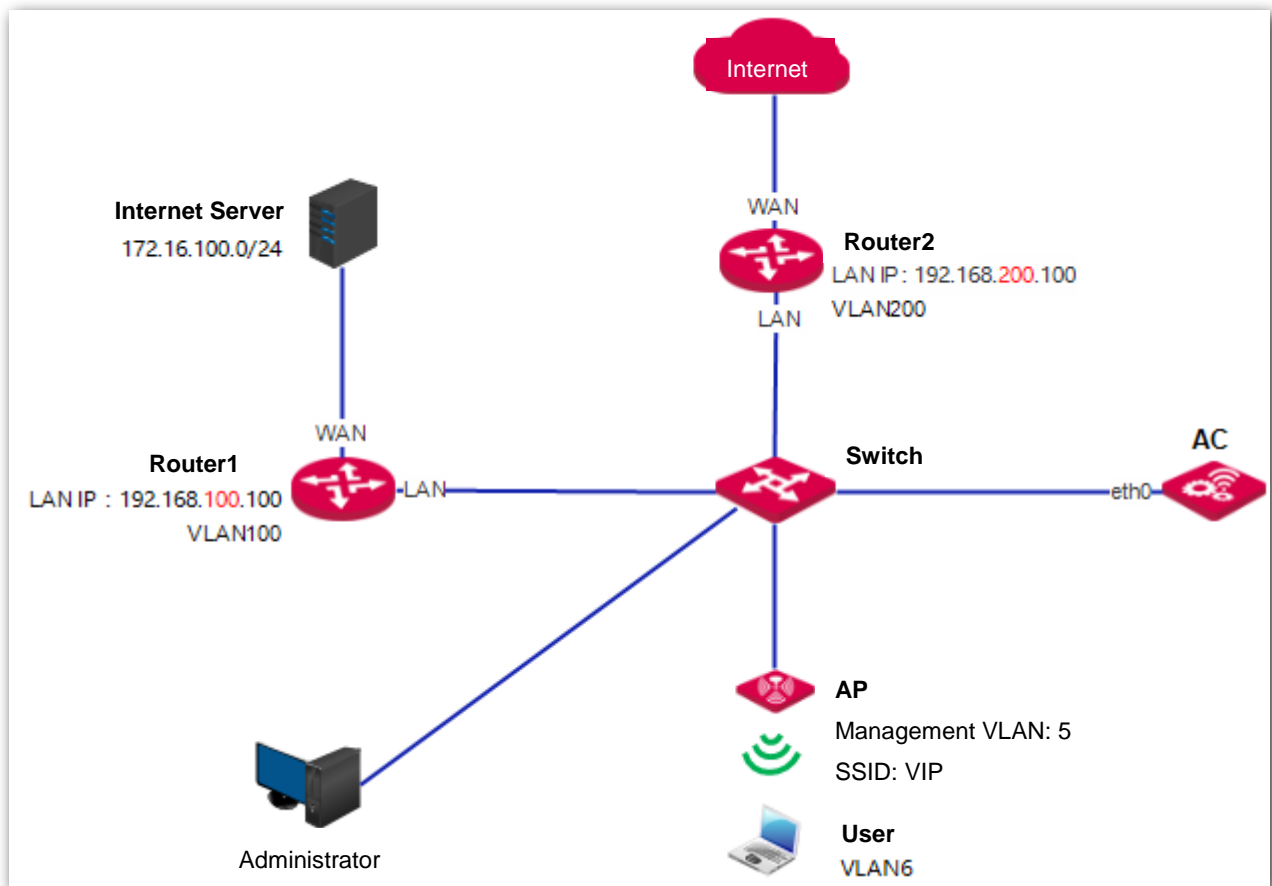 Internet
WAN
Router2
LAN IP : 192.168.200.100
VLAN200
LAN
Internet Server
172.16.100.0/24
WAN
Router1
LAN IP : 192.168.100.100
VLAN100
LAN
Switch
AC
eth0
AP
Management VLAN: 5
SSID: VIP
User
VLAN6
Administrator